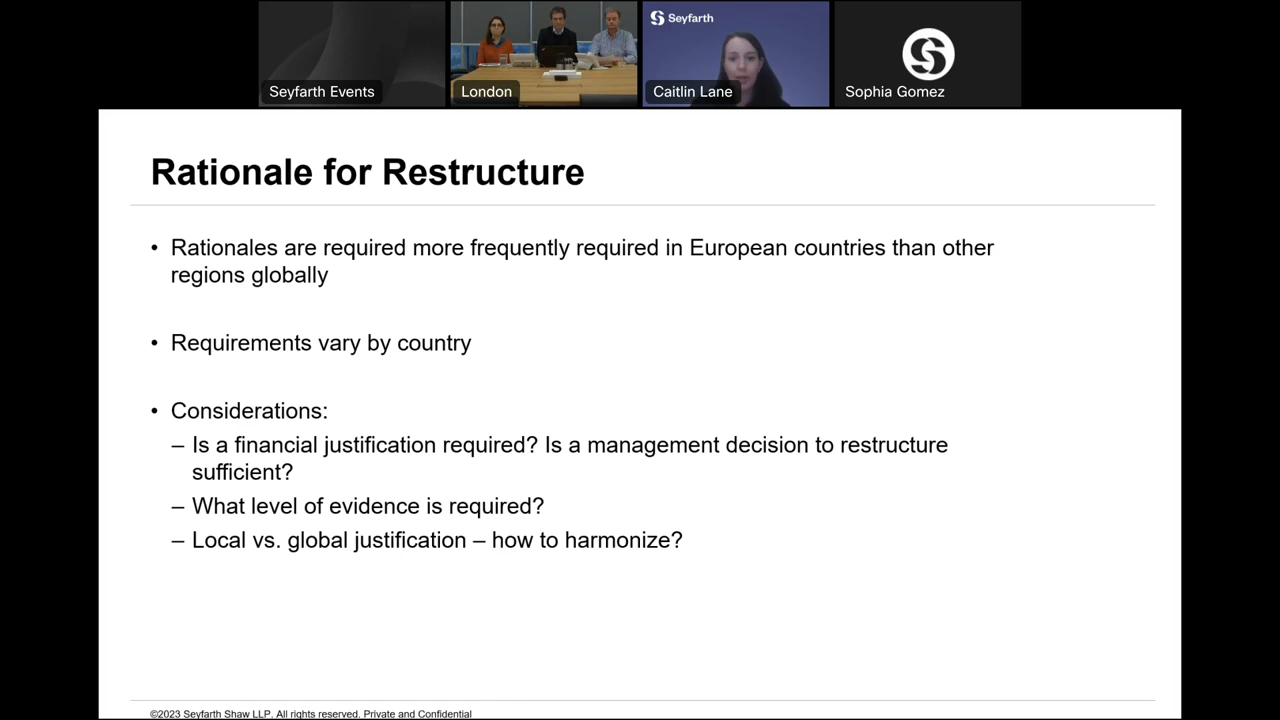 Seyfarth
Seyfarth Events
London
Caitlin Lane
Sophia Gomez
Rationale for Restructure
• Rationales are required more frequently required in European countries than other
regions globally
• Requirements vary by country
• Considerations:
– Is a financial justification required? Is a management decision to restructure
sufficient?
– What level of evidence is required?
– Local vs. global justification – how to harmonize?
©2023 Seyfarth Shaw LLP. All rights reserved. Private and Confidential